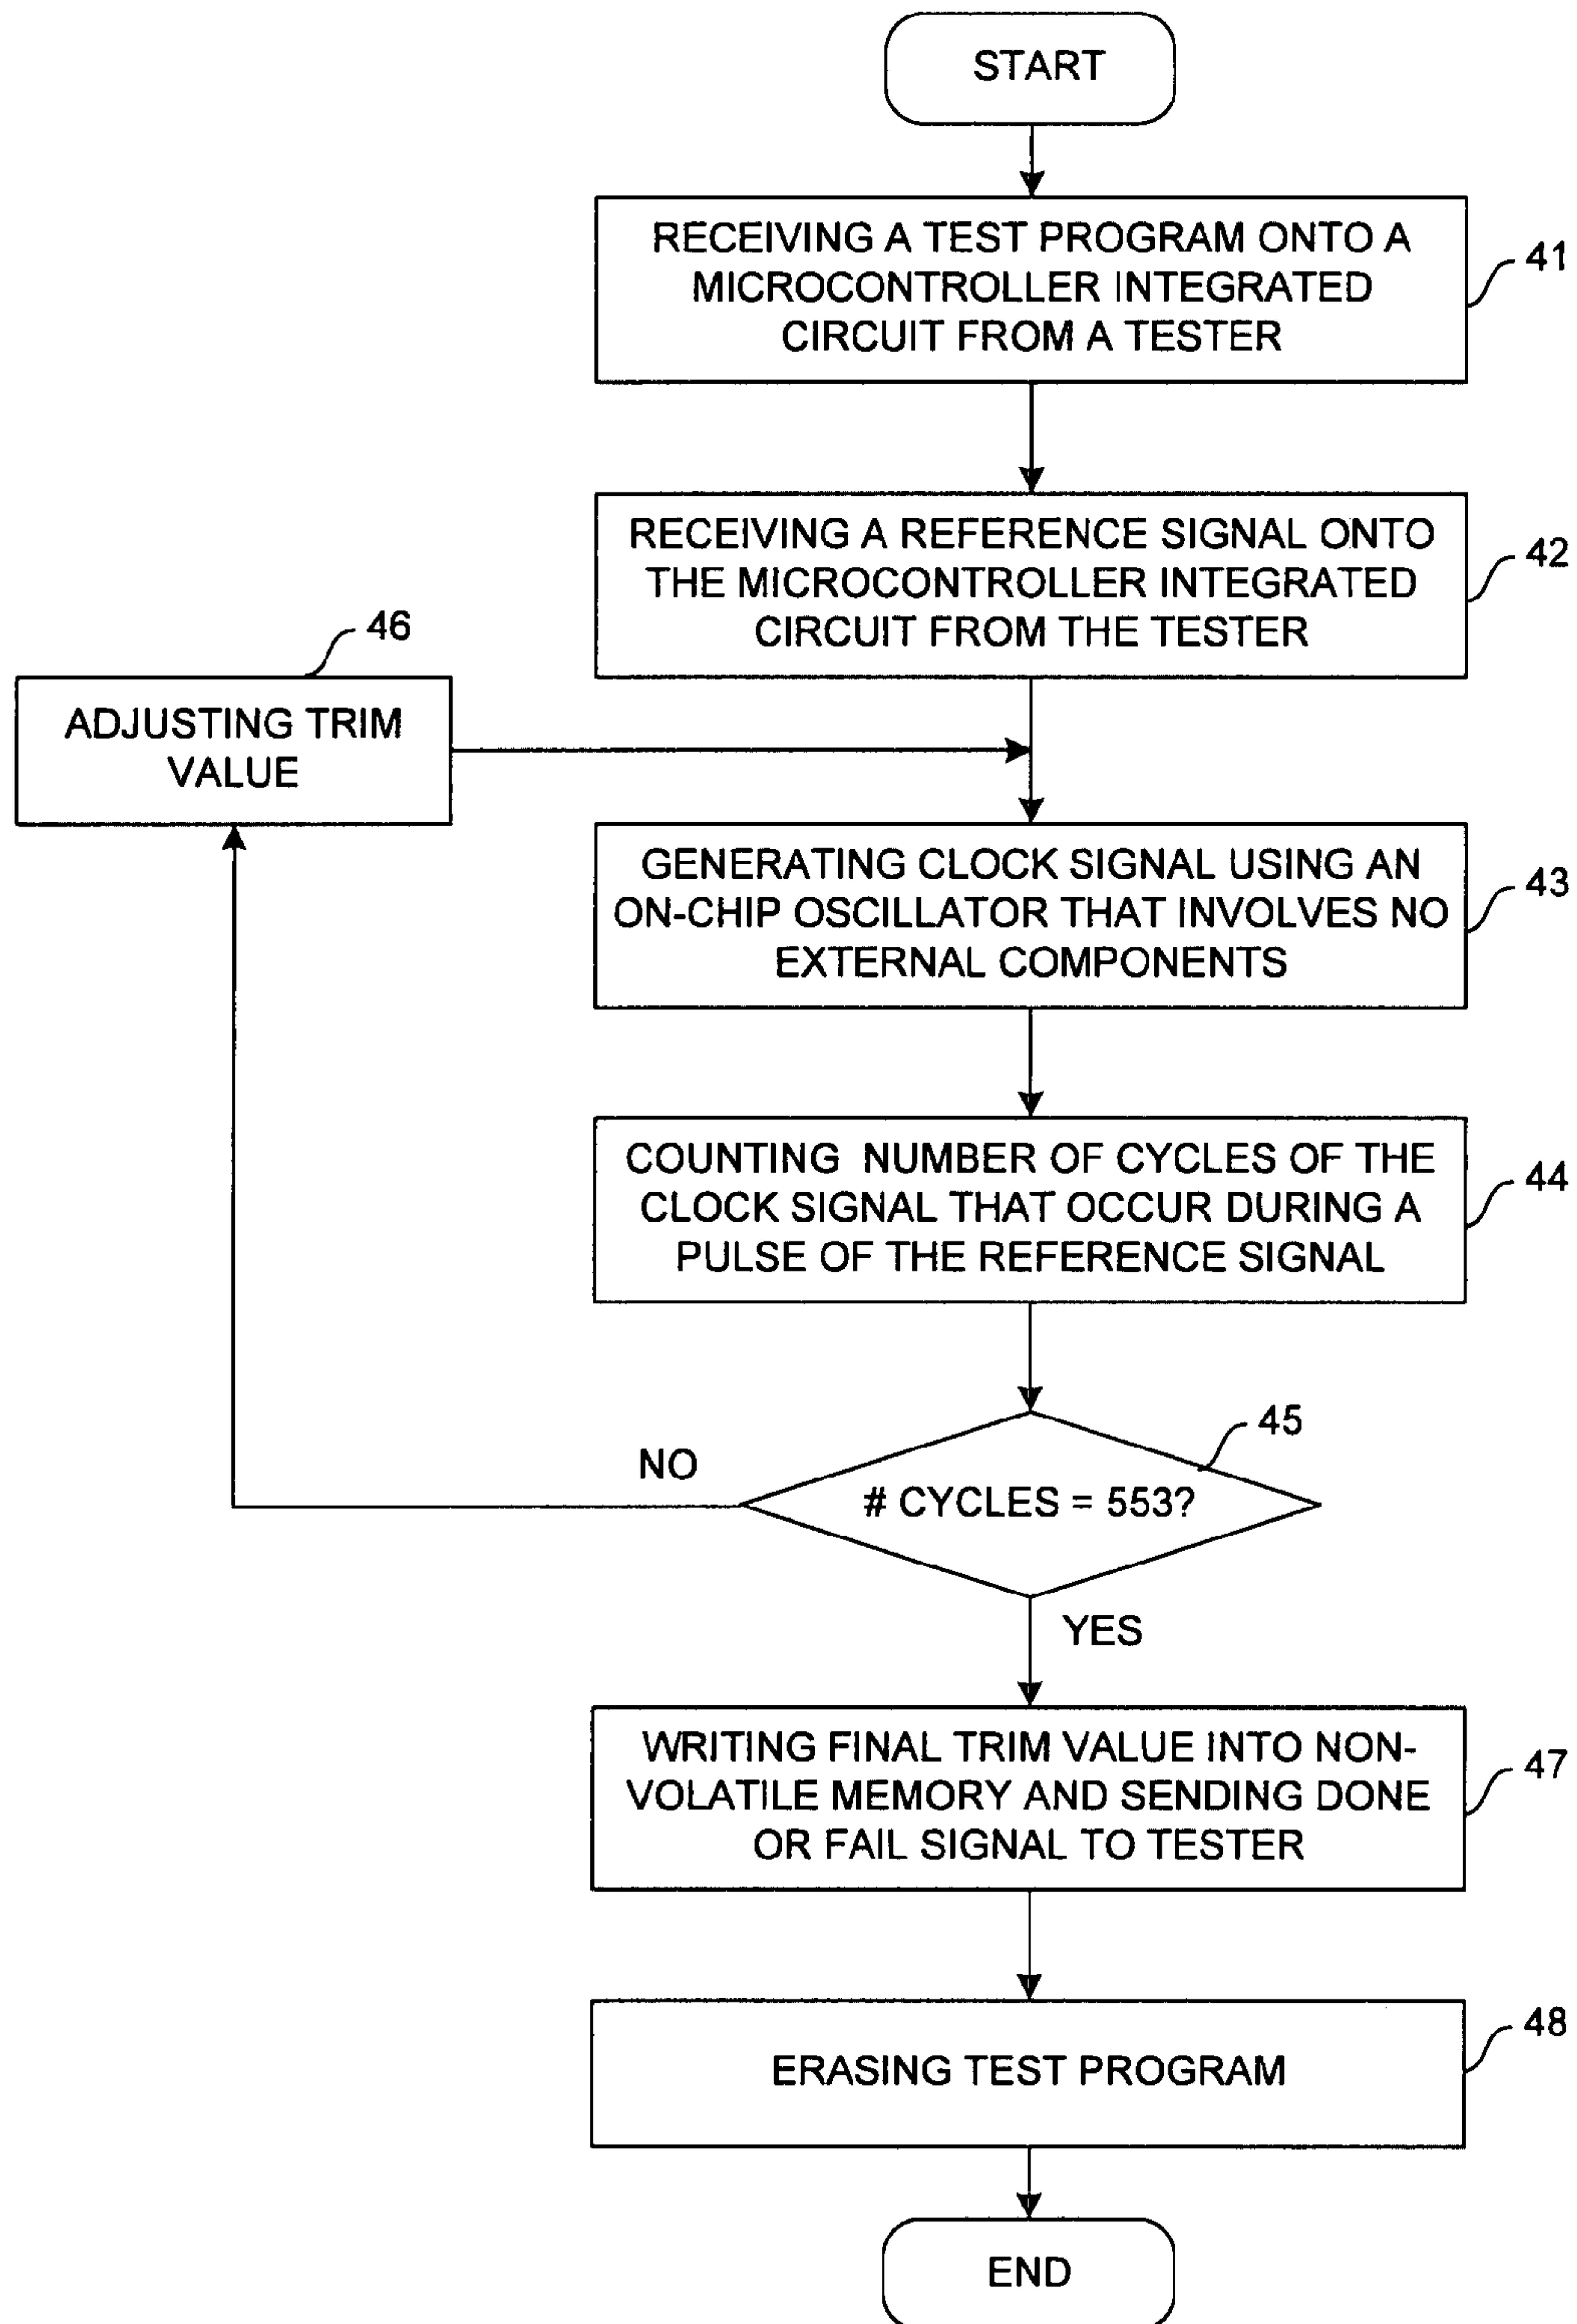 START
RECEIVING A TEST PROGRAM ONTO A
MICROCONTROLLER INTEGRATED
CIRCUIT FROM A TESTER
41
RECEIVING A REFERENCE SIGNAL ONTO
THE MICROCONTROLLER INTEGRATED
CIRCUIT FROM THE TESTER
42
46
ADJUSTING TRIM
VALUE
GENERATING CLOCK SIGNAL USING AN
ON-CHIP OSCILLATOR THAT INVOLVES NO
EXTERNAL COMPONENTS
43
COUNTING NUMBER OF CYCLES OF THE
CLOCK SIGNAL THAT OCCUR DURING A
PULSE OF THE REFERENCE SIGNAL
44
45
NO
# CYCLES = 553?
YES
WRITING FINAL TRIM VALUE INTO NON-
VOLATILE MEMORY AND SENDING DONE
OR FAIL SIGNAL TO TESTER
47
ERASING TEST PROGRAM
48
END